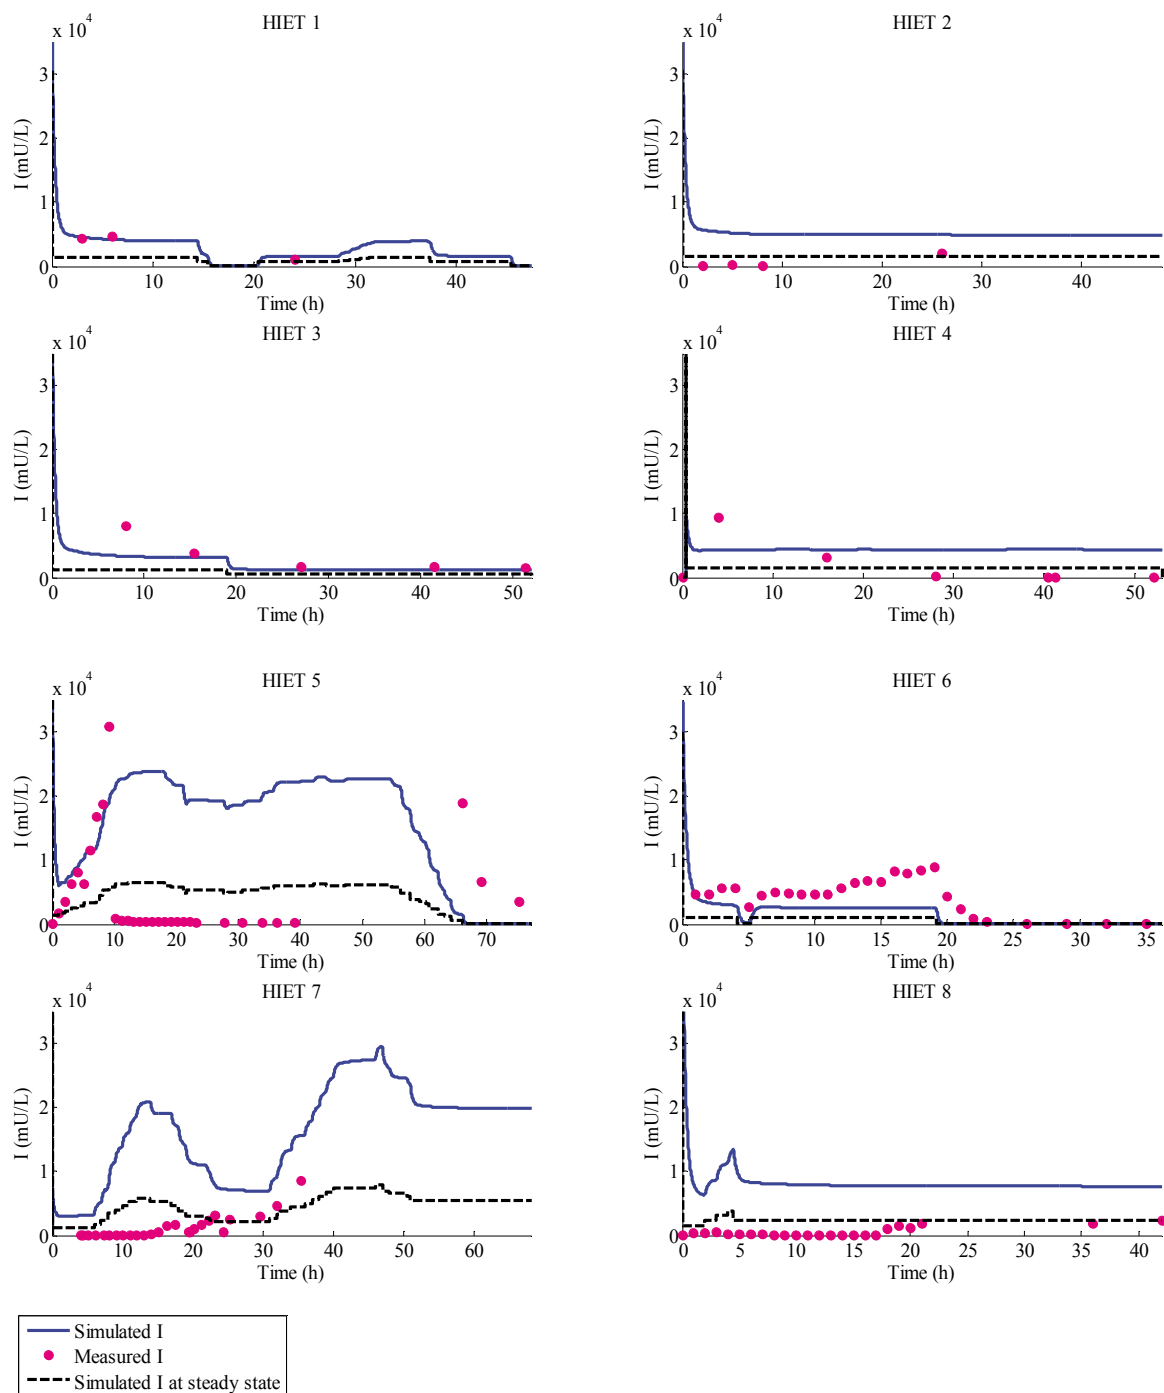 HIET 1
x 10^4
I (mU/L)
3
2
1
0
0 10 20 30 40
Time (h)
HIET 2
x 10^4
I (mU/L)
3
2
1
0
0 10 20 30 40
Time (h)
HIET 3
x 10^4
I (mU/L)
3
2
1
0
0 10 20 30 40 50
Time (h)
HIET 4
x 10^4
I (mU/L)
3
2
1
0
0 10 20 30 40 50
Time (h)
HIET 5
x 10^4
I (mU/L)
3
2
1
0
0 10 20 30 40 50 60 70
Time (h)
HIET 6
x 10^4
I (mU/L)
3
2
1
0
0 5 10 15 20 25 30 35
Time (h)
HIET 7
x 10^4
I (mU/L)
3
2
1
0
0 10 20 30 40 50 60
Time (h)
HIET 8
x 10^4
I (mU/L)
3
2
1
0
0 5 10 15 20 25 30 35 40
Time (h)
Simulated I
Measured I
Simulated I at steady state